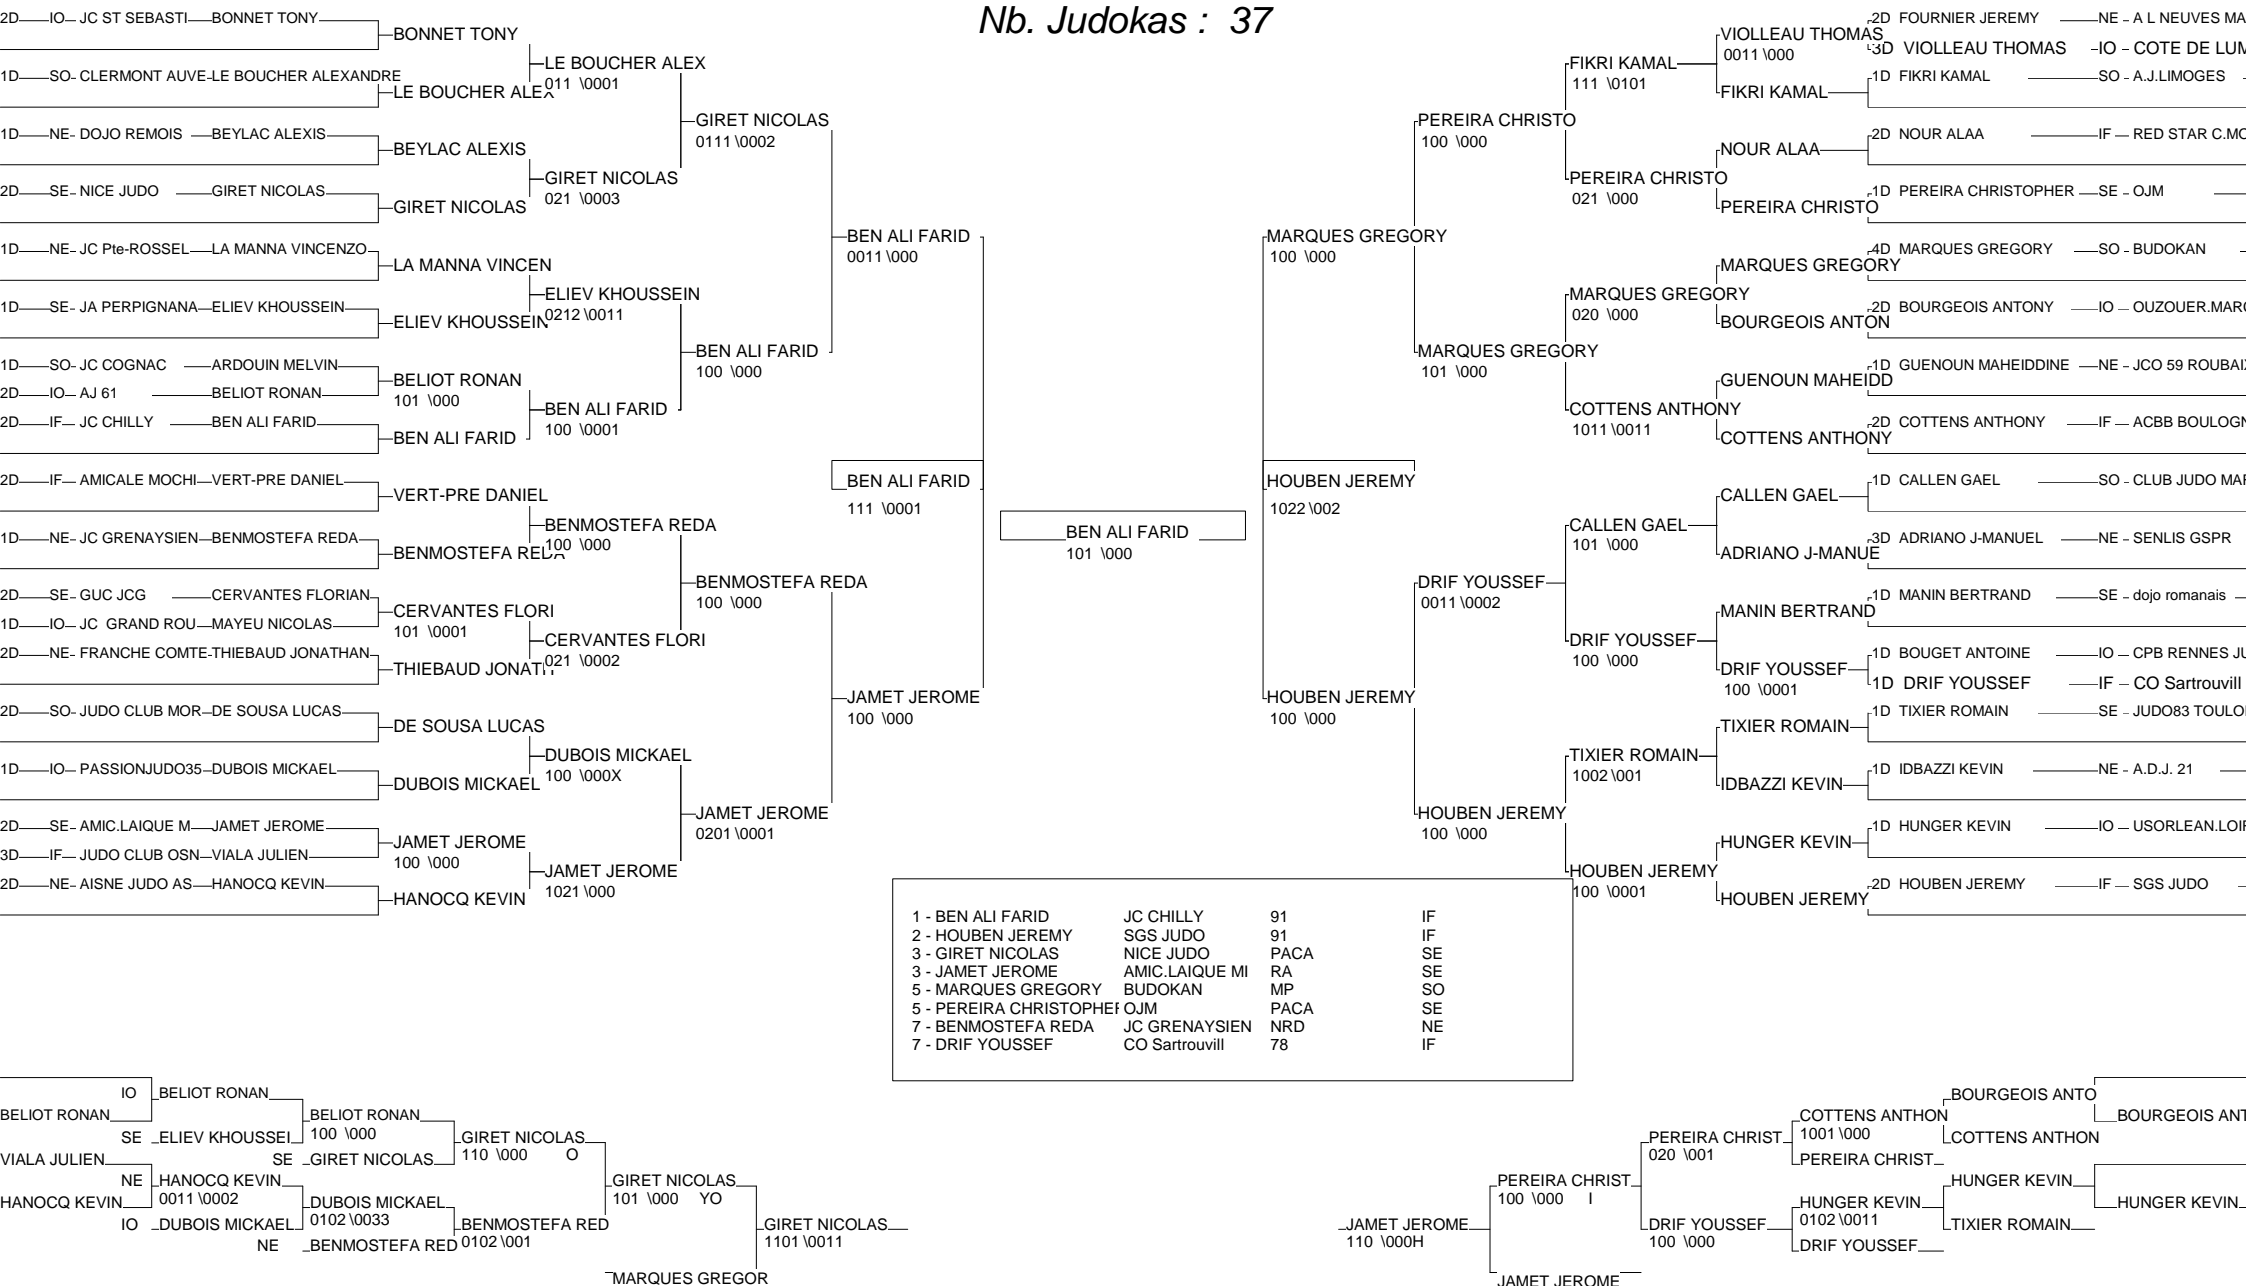 Nb. Judokas : 37
2D IO JC ST SEBASTI BONNET TONY
1D SO CLERMONT AUVE LE BOUCHER ALEXANDRE
1D NE DOJO REMOIS BEYLAC ALEXIS
2D SE NICE JUDO GIRET NICOLAS
1D NE JC Pte-ROSSEL LA MANNA VINCENZO
1D SE JA PERPIGNANA ELIEV KHOUSSEIN
1D SO JC COGNAC ARDOUIN MELVIN
2D IO AJ 61 BELIOT RONAN
2D IF JC CHILLY BEN ALI FARID
2D IF AMICALE MOCHI VERT-PRE DANIEL
1D NE JC GRENAYSIEN BENMOSTEFA REDA
2D SE GUC JCG CERVANTES FLORIAN
1D IO JC GRAND ROU MAYEU NICOLAS
2D NE FRANCHE COMTE THIEBAUD JONATHAN
2D SO JUDO CLUB MOR DE SOUSA LUCAS
1D IO PASSIONJUDO35 DUBOIS MICKAEL
2D SE AMIC.LAIQUE M JAMET JEROME
3D IF JUDO CLUB OSN VIALA JULIEN
2D NE AISNE JUDO AS HANOCQ KEVIN
BONNET TONY
LE BOUCHER ALEX
BEYLAC ALEXIS
GIRET NICOLAS
LA MANNA VINCEN
ELIEV KHOUSSEIN
BELIOT RONAN
101 \000
BEN ALI FARID
VERT-PRE DANIEL
BENMOSTEFA REDA
CERVANTES FLORI
101 \0001
THIEBAUD JONATH
DE SOUSA LUCAS
DUBOIS MICKAEL
JAMET JEROME
100 \000
HANOCQ KEVIN
LE BOUCHER ALEX
011 \0001
GIRET NICOLAS
021 \0003
ELIEV KHOUSSEIN
0212 \0011
BEN ALI FARID
100 \0001
BENMOSTEFA REDA
100 \000
CERVANTES FLORI
021 \0002
DUBOIS MICKAEL
100 \000X
JAMET JEROME
1021 \000
GIRET NICOLAS
0111 \0002
BEN ALI FARID
100 \000
BENMOSTEFA REDA
100 \000
JAMET JEROME
0201 \0001
BEN ALI FARID
0011 \000
BEN ALI FARID
111 \0001
JAMET JEROME
100 \000
BEN ALI FARID
101 \000
MARQUES GREGORY
100 \000
HOUBEN JEREMY
1022 \002
HOUBEN JEREMY
100 \000
PEREIRA CHRISTO
100 \000
MARQUES GREGORY
101 \000
DRIF YOUSSEF
0011 \0002
HOUBEN JEREMY
100 \000
FIKRI KAMAL
111 \0101
PEREIRA CHRISTO
021 \000
MARQUES GREGORY
020 \000
COTTENS ANTHONY
1011 \0011
CALLEN GAEL
101 \000
DRIF YOUSSEF
100 \000
TIXIER ROMAIN
1002 \001
HOUBEN JEREMY
100 \0001
VIOLLEAU THOMAS
0011 \000
FIKRI KAMAL
NOUR ALAA
PEREIRA CHRISTO
MARQUES GREGORY
BOURGEOIS ANTON
GUENOUN MAHEIDD
COTTENS ANTHONY
CALLEN GAEL
ADRIANO J-MANUE
MANIN BERTRAND
DRIF YOUSSEF
100 \0001
TIXIER ROMAIN
IDBAZZI KEVIN
HUNGER KEVIN
HOUBEN JEREMY
2D FOURNIER JEREMY NE - A L NEUVES MA
3D VIOLLEAU THOMAS IO - COTE DE LUM
1D FIKRI KAMAL SO - A.J.LIMOGES
2D NOUR ALAA IF - RED STAR C.MO
1D PEREIRA CHRISTOPHER SE - OJM
4D MARQUES GREGORY SO - BUDOKAN
2D BOURGEOIS ANTONY IO - OUZOUER.MARC
1D GUENOUN MAHEIDDINE NE - JCO 59 ROUBAIX
2D COTTENS ANTHONY IF - ACBB BOULOGN
1D CALLEN GAEL SO - CLUB JUDO MAR
3D ADRIANO J-MANUEL NE - SENLIS GSPR
1D MANIN BERTRAND SE - dojo romanais
1D BOUGET ANTOINE IO - CPB RENNES JU
1D DRIF YOUSSEF IF - CO Sartrouvill
1D TIXIER ROMAIN SE - JUDO83 TOULO
1D IDBAZZI KEVIN NE - A.D.J. 21
1D HUNGER KEVIN IO - USORLEAN.LOIR
2D HOUBEN JEREMY IF - SGS JUDO
1 - BEN ALI FARID JC CHILLY 91 IF
2 - HOUBEN JEREMY SGS JUDO 91 IF
3 - GIRET NICOLAS NICE JUDO PACA SE
3 - JAMET JEROME AMIC.LAIQUE MI RA SE
5 - MARQUES GREGORY BUDOKAN MP SO
5 - PEREIRA CHRISTOPHER OJM PACA SE
7 - BENMOSTEFA REDA JC GRENAYSIEN NRD NE
7 - DRIF YOUSSEF CO Sartrouvill 78 IF
BELIOT RONAN
VIALA JULIEN
HANOCQ KEVIN
IO BELIOT RONAN
SE ELIEV KHOUSSEI
NE HANOCQ KEVIN
0011 \0002
IO DUBOIS MICKAEL
BELIOT RONAN
100 \000
SE GIRET NICOLAS
DUBOIS MICKAEL
0102 \0033
NE BENMOSTEFA RED
GIRET NICOLAS
110 \000 O
BENMOSTEFA RED
0102 \001
GIRET NICOLAS
101 \000 YO
MARQUES GREGOR
GIRET NICOLAS
1101 \0011
JAMET JEROME
110 \000H
PEREIRA CHRIST
100 \000 I
JAMET JEROME
PEREIRA CHRIST
020 \001
DRIF YOUSSEF
100 \000
COTTENS ANTHON
1001 \000
PEREIRA CHRIST
HUNGER KEVIN
0102 \0011
DRIF YOUSSEF
BOURGEOIS ANTO
COTTENS ANTHON
HUNGER KEVIN
TIXIER ROMAIN
BOURGEOIS ANT
HUNGER KEVIN